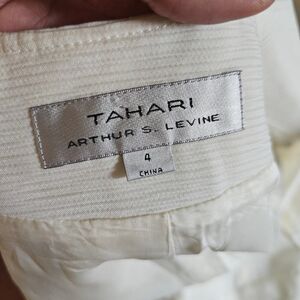 TAHARI
ARTHUR S. LEVINE
4
CHINA